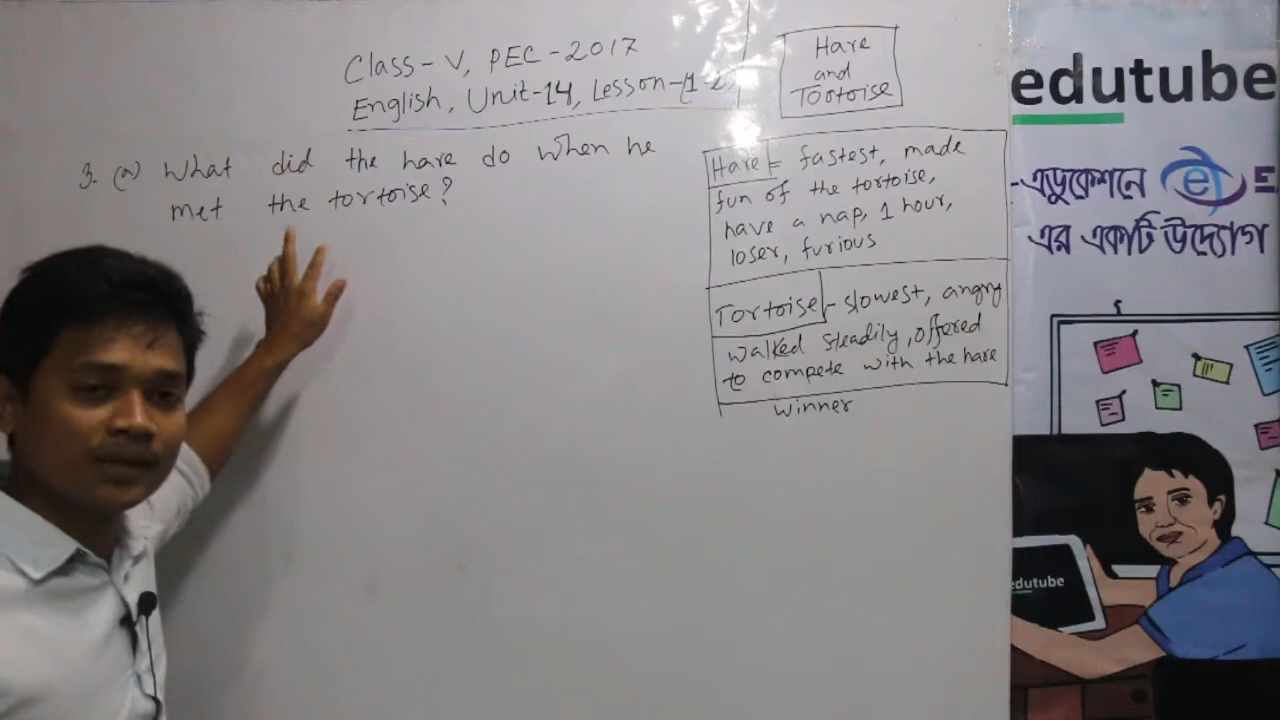 Class-V, PEC-2017
English, Unit-14, Lesson-(1-2)
Hare
and
Tortoise
3. (a) What did the hare do when he
met the tortoise?
Hare = fastest, made
fun of the tortoise,
have a nap, 1 hour,
loser, furious
Tortoise - slowest, angry
walked steadily, offered
to compete with the hare
winner
edutube
-এডুকেশনে e E
এর একটি উদ্যোগ
edutube